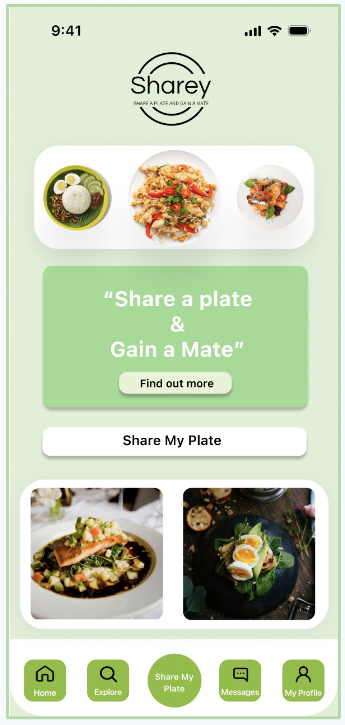 9:41
Sharey
SHARE A PLATE AND GAIN A MATE
“Share a plate
&
Gain a Mate”
Find out more
Share My Plate
Home
Explore
Share My
Plate
Messages
My Profile